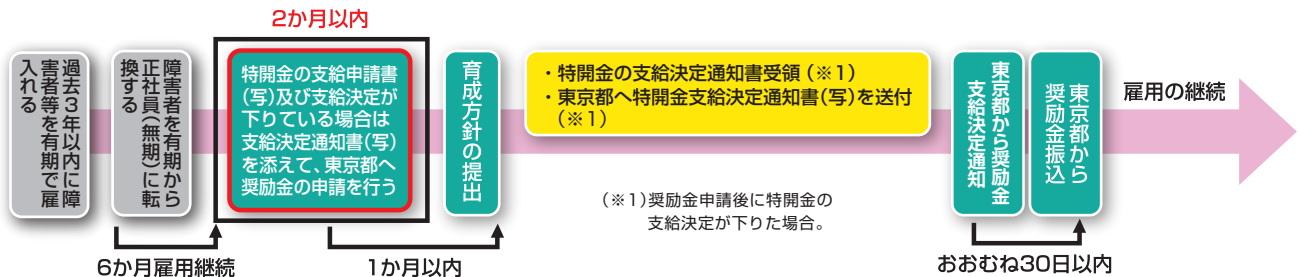 2か月以内
過去3年以内に障
害者等を有期で雇
入れる
障害者を有期から
正社員(無期)に転
換する
特開金の支給申請書
(写)及び支給決定が
下りている場合は
支給決定通知書(写)
を添えて、東京都へ
奨励金の申請を行う
育成方針の提出
・特開金の支給決定通知書受領(※1)
・東京都へ特開金支給決定通知書(写)を送付
(※1)
東京都から奨励金
支給決定通知
東京都から
奨励金振込
雇用の継続
(※1)奨励金申請後に特開金の
支給決定が下りた場合。
6か月雇用継続
1か月以内
おおむね30日以内